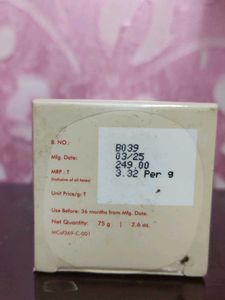 B. NO.: B039
Mfg. Date: 03/25
MRP : ₹ 249.00
(Inclusive of all taxes)
Unit Price/g: ₹ 3.32 Per g
Use Before: 36 months from Mfg. Date.
Net Quantity: 75 g | 2.6 oz.